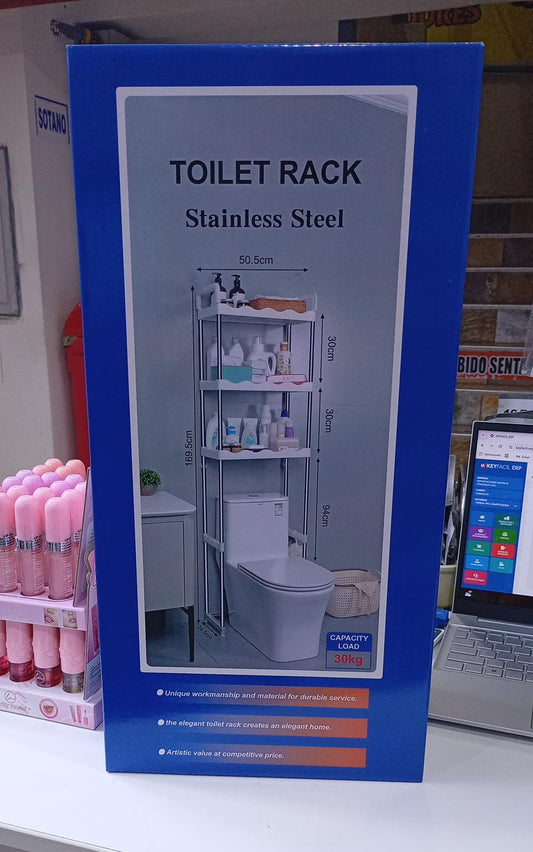 SOTANO
TOILET RACK
Stainless Steel
50.5cm
30cm
30cm
169.5cm
94cm
CAPACITY
LOAD
30kg
Unique workmanship and material for durable service.
the elegant toilet rack creates an elegant home.
Artistic value at competitive price.
BIDO SENT
KEYFACIL ERP